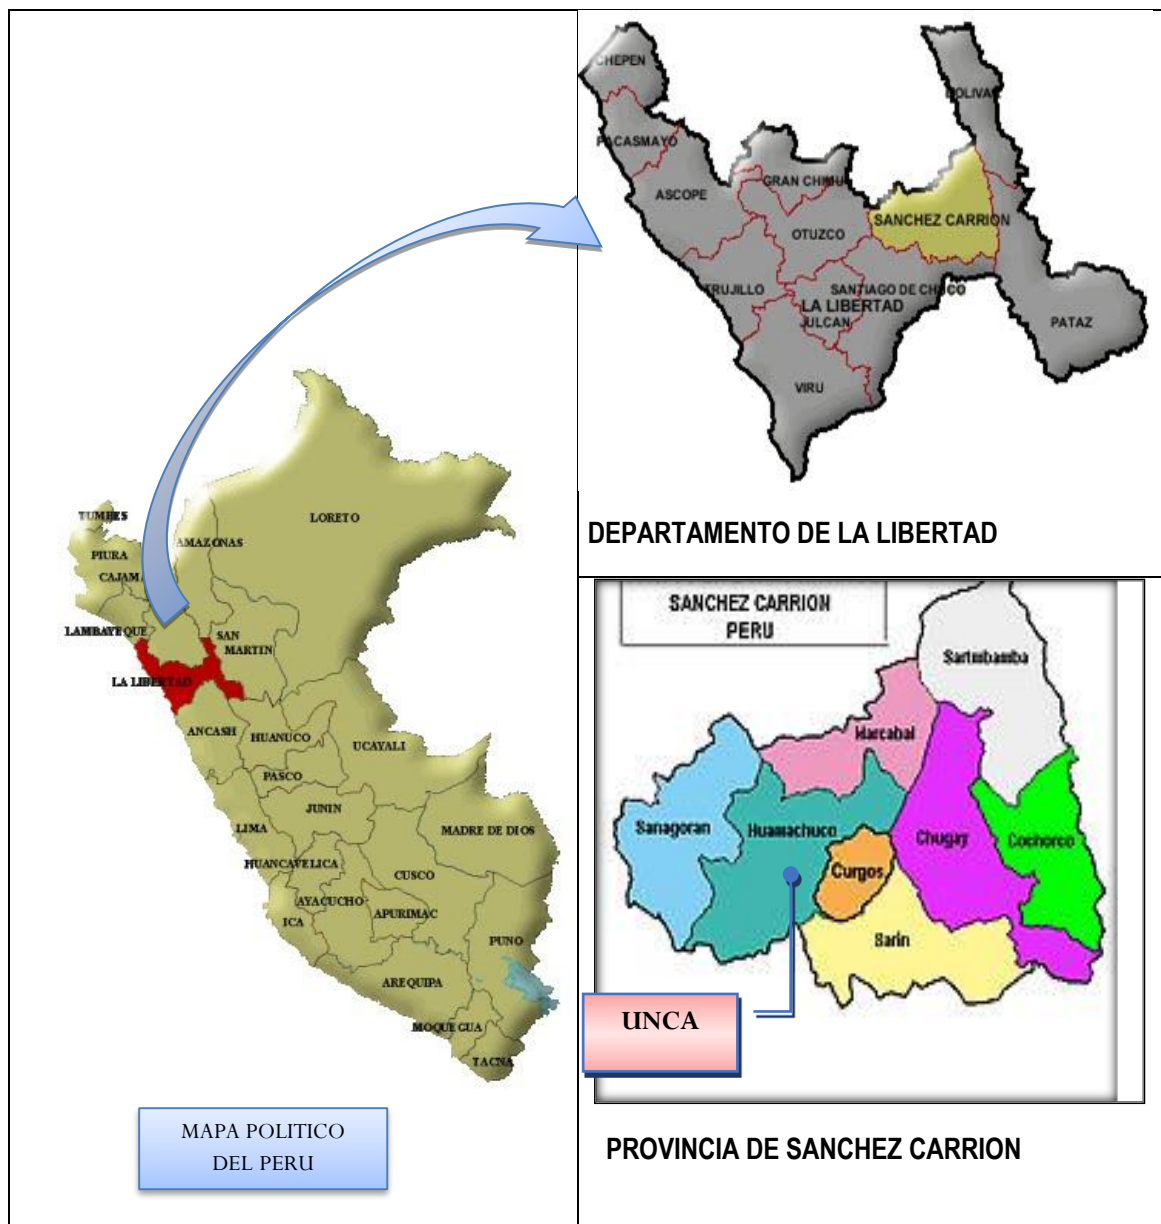 TUMBES
PIURA
CAJAMA
AMAZONAS
LORETO
LAMBAYEQUE
SAN
MARTIN
LA LIBERTAD
ANCASH
HUANUCO
UCAYALI
PASCO
JUNIN
LIMA
MADRE DE DIOS
HUANCAVELICA
CUSCO
AYACUCHO
APURIMAC
ICA
PUNO
AREQUIPA
MOQUEGUA
TACNA
MAPA POLITICO
DEL PERU
CHEPEN
BOLIVAR
PACASMAYO
ASCOPE
GRAN CHIMU
SANCHEZ CARRION
OTUZCO
TRUJILLO
SANTIAGO DE CHUCO
LA LIBERTAD
JULCAN
PATAZ
VIRU
DEPARTAMENTO DE LA LIBERTAD
SANCHEZ CARRION
PERU
Sartimbamba
Marcabal
Sanagoran
Huamachuco
Chugay
Cochorco
Curgos
Sarin
UNCA
PROVINCIA DE SANCHEZ CARRION